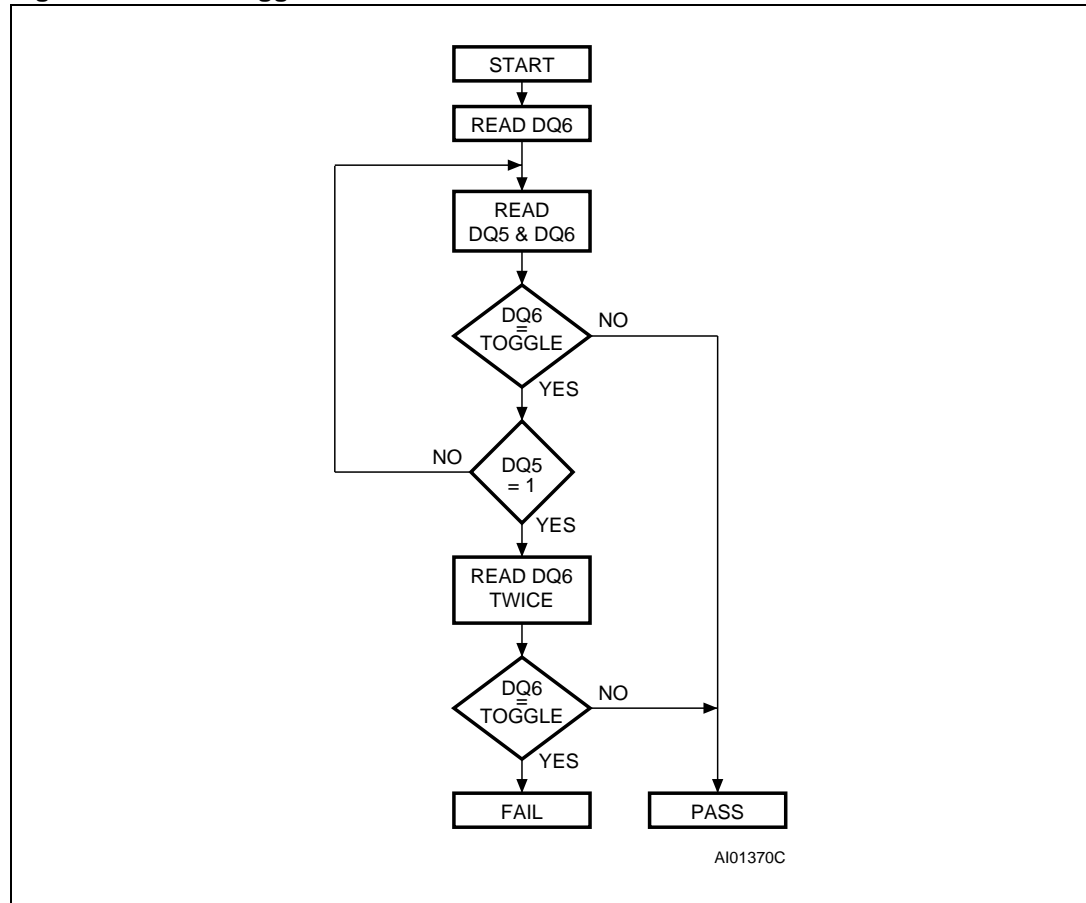 START
READ DQ6
READ
DQ5 & DQ6
DQ6
=
TOGGLE
NO
YES
NO
DQ5
= 1
YES
READ DQ6
TWICE
DQ6
=
TOGGLE
NO
YES
FAIL
PASS
AI01370C